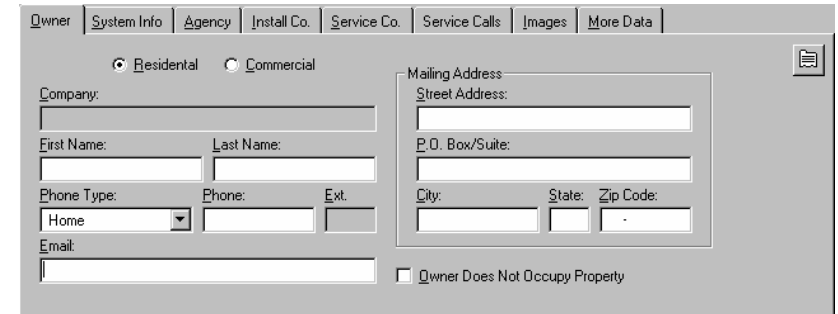 Owner System Info Agency Install Co. Service Co. Service Calls Images More Data
Residental Commercial
Company:
First Name: Last Name:
Phone Type: Phone: Ext.
Home
Email:
Mailing Address
Street Address:
P.O. Box/Suite:
City: State: Zip Code:
-
Owner Does Not Occupy Property